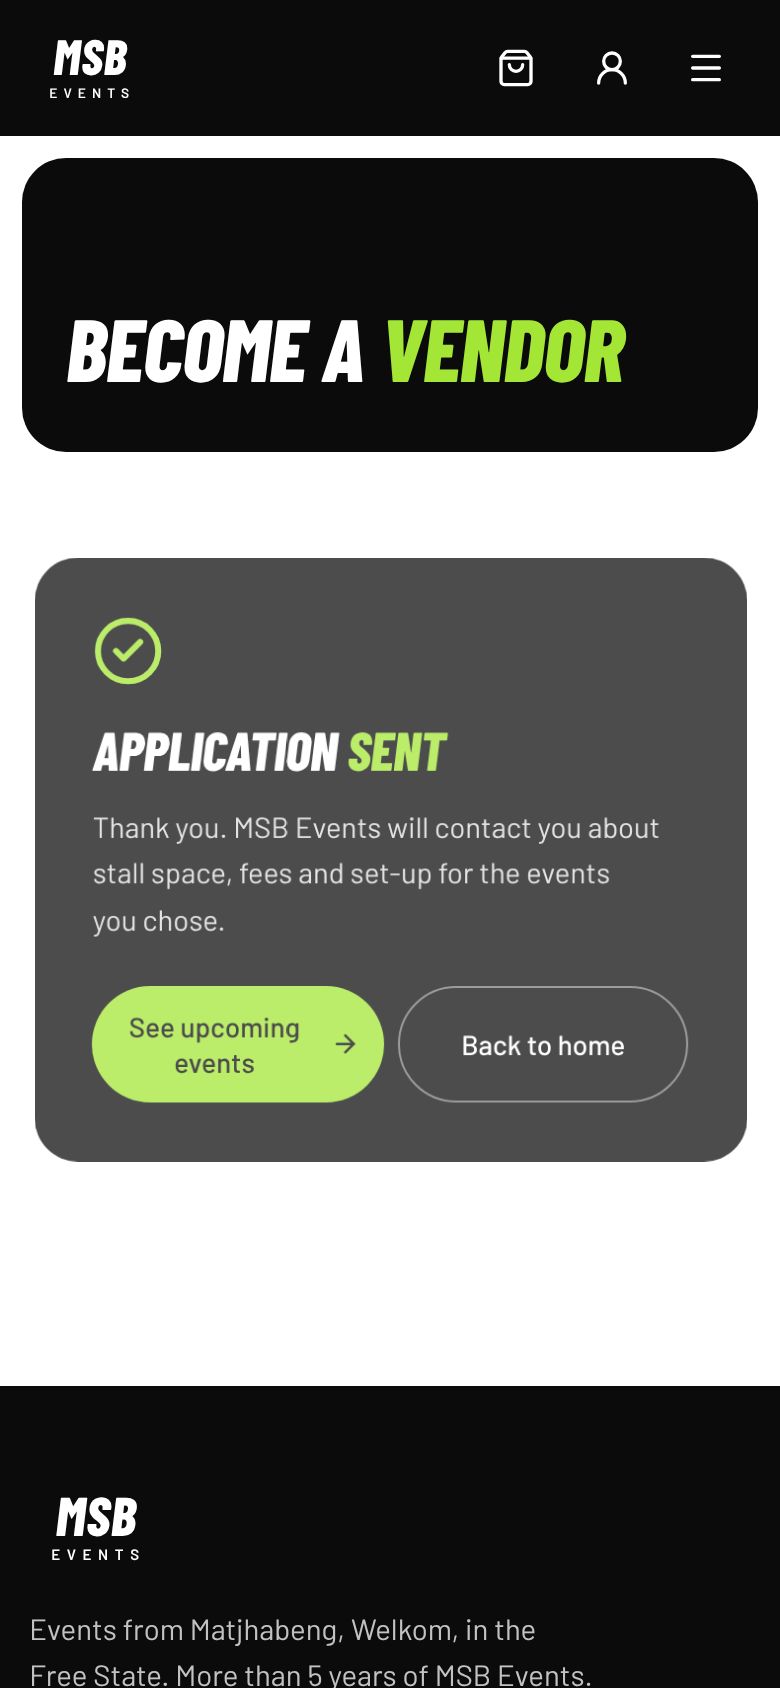 MSB
EVENTS
BECOME A VENDOR
APPLICATION SENT
Thank you. MSB Events will contact you about
stall space, fees and set-up for the events
you chose.
See upcoming
events
Back to home
MSB
EVENTS
Events from Matjhabeng, Welkom, in the
Free State. More than 5 years of MSB Events.